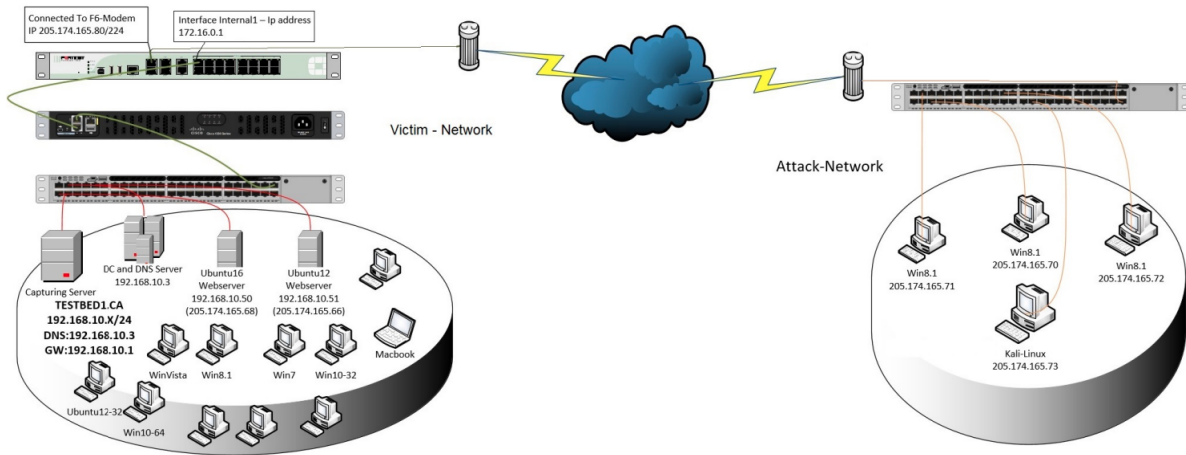 Connected To F6-Modem
IP 205.174.165.80/224
Interface Internal1 – Ip address
172.16.0.1
Victim - Network
Attack-Network
Capturing Server
DC and DNS Server
192.168.10.3
Ubuntu16
Webserver
192.168.10.50
(205.174.165.68)
Ubuntu12
Webserver
192.168.10.51
(205.174.165.66)
TESTBED1.CA
192.168.10.X/24
DNS:192.168.10.3
GW:192.168.10.1
Macbook
WinVista
Win8.1
Win7
Win10-32
Ubuntu12-32
Win10-64
Win8.1
205.174.165.71
Win8.1
205.174.165.70
Win8.1
205.174.165.72
Kali-Linux
205.174.165.73